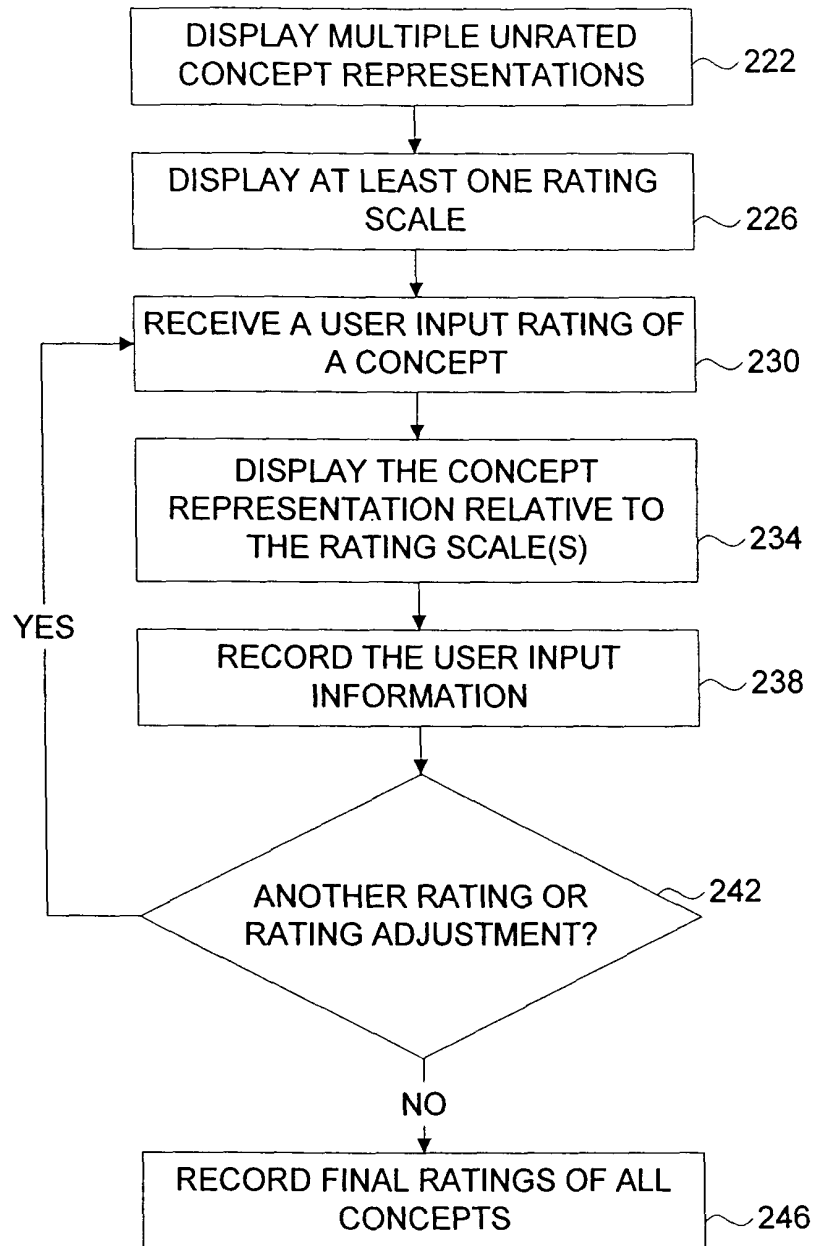 DISPLAY MULTIPLE UNRATED
CONCEPT REPRESENTATIONS
222
DISPLAY AT LEAST ONE RATING
SCALE
226
RECEIVE A USER INPUT RATING OF
A CONCEPT
230
DISPLAY THE CONCEPT
REPRESENTATION RELATIVE TO
THE RATING SCALE(S)
234
YES
RECORD THE USER INPUT
INFORMATION
238
ANOTHER RATING OR
RATING ADJUSTMENT?
242
NO
RECORD FINAL RATINGS OF ALL
CONCEPTS
246